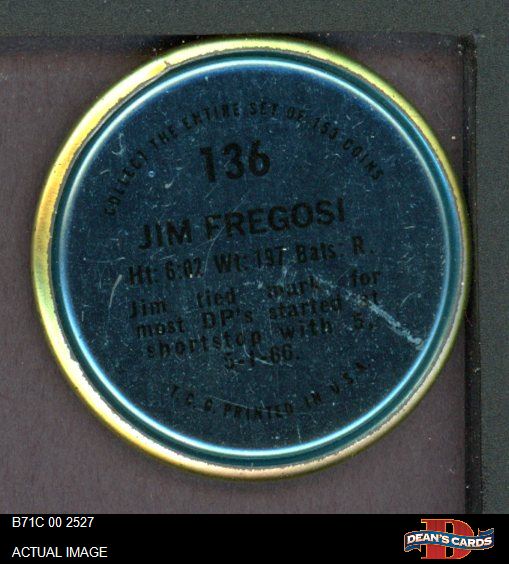 COLLECT THE ENTIRE SET OF 153 COINS
136
JIM FREGOSI
Ht: 6:02 Wt: 197 Bats: R.
Jim tied mark for
most DP's started at
shortstop with 5,
5-1-66.
T.C.G. PRINTED IN U.S.A.
B71C 00 2527
ACTUAL IMAGE
D
DEAN'S CARDS